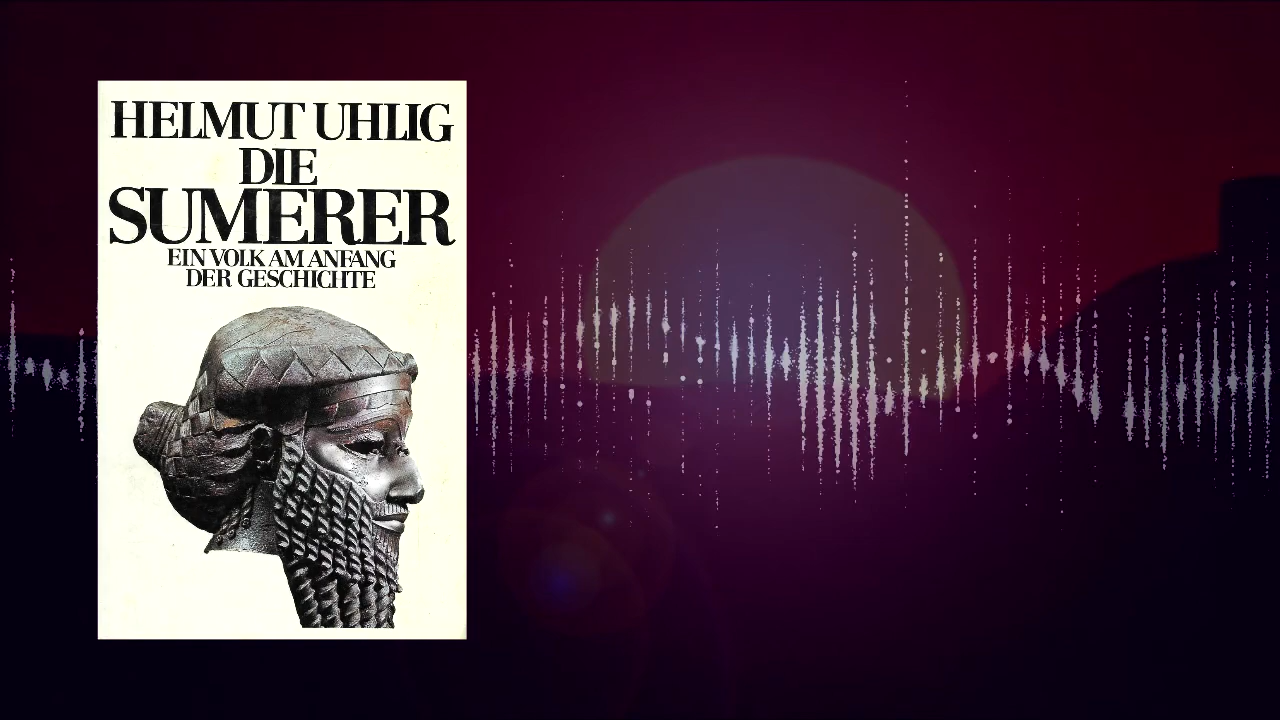 HELMUT UHLIG
DIE
SUMERER
EIN VOLK AM ANFANG
DER GESCHICHTE